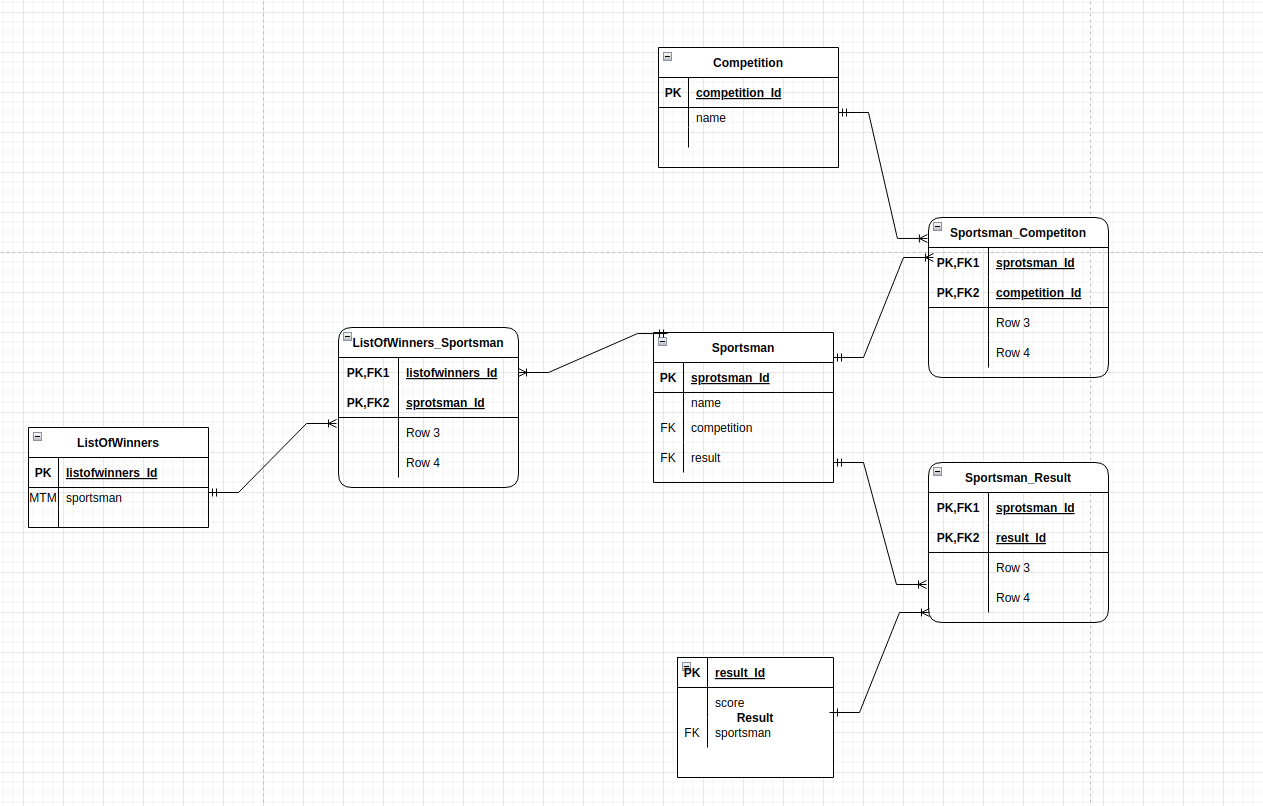 Competition
PK competition_Id
name
Sportsman_Competiton
PK,FK1 sprotsman_Id
PK,FK2 competition_Id
Row 3
Row 4
ListOfWinners_Sportsman
PK,FK1 listofwinners_Id
PK,FK2 sprotsman_Id
Row 3
Row 4
Sportsman
PK sprotsman_Id
name
FK competition
FK result
ListOfWinners
PK listofwinners_Id
MTM sportsman
Sportsman_Result
PK,FK1 sprotsman_Id
PK,FK2 result_Id
Row 3
Row 4
PK result_Id
score
Result
FK sportsman